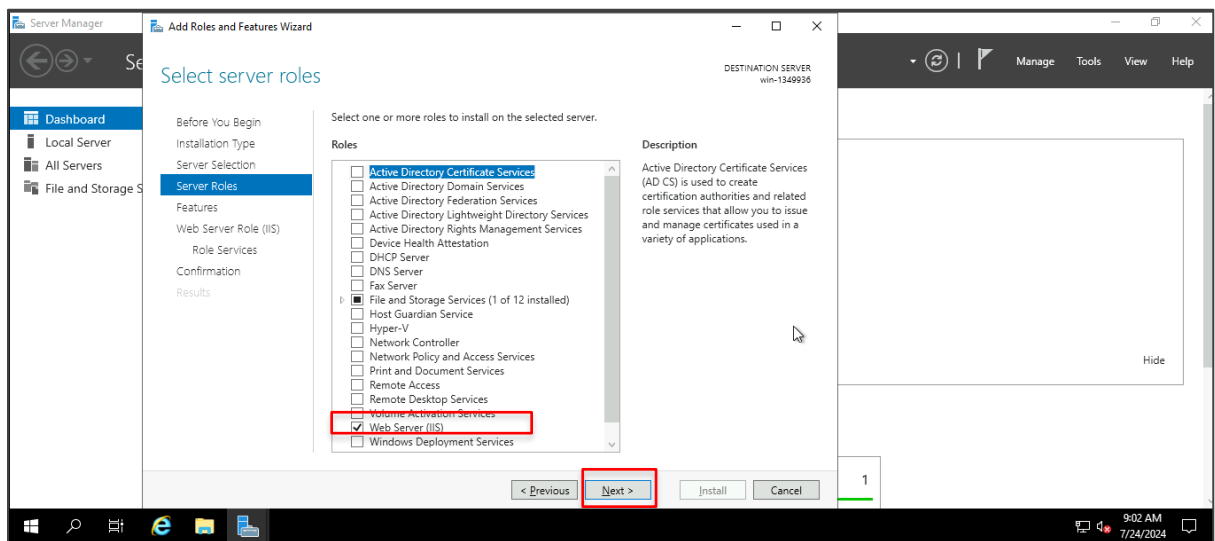 Server Manager
Se
Manage
Tools
View
Help
Dashboard
Local Server
All Servers
File and Storage S
Hide
1
Add Roles and Features Wizard
Select server roles
DESTINATION SERVER
win-1349936
Before You Begin
Installation Type
Server Selection
Server Roles
Features
Web Server Role (IIS)
Role Services
Confirmation
Results
Select one or more roles to install on the selected server.
Roles
Active Directory Certificate Services
Active Directory Domain Services
Active Directory Federation Services
Active Directory Lightweight Directory Services
Active Directory Rights Management Services
Device Health Attestation
DHCP Server
DNS Server
Fax Server
File and Storage Services (1 of 12 installed)
Host Guardian Service
Hyper-V
Network Controller
Network Policy and Access Services
Print and Document Services
Remote Access
Remote Desktop Services
Volume Activation Services
Web Server (IIS)
Windows Deployment Services
Description
Active Directory Certificate Services
(AD CS) is used to create
certification authorities and related
role services that allow you to issue
and manage certificates used in a
variety of applications.
< Previous
Next >
Install
Cancel
9:02 AM
7/24/2024